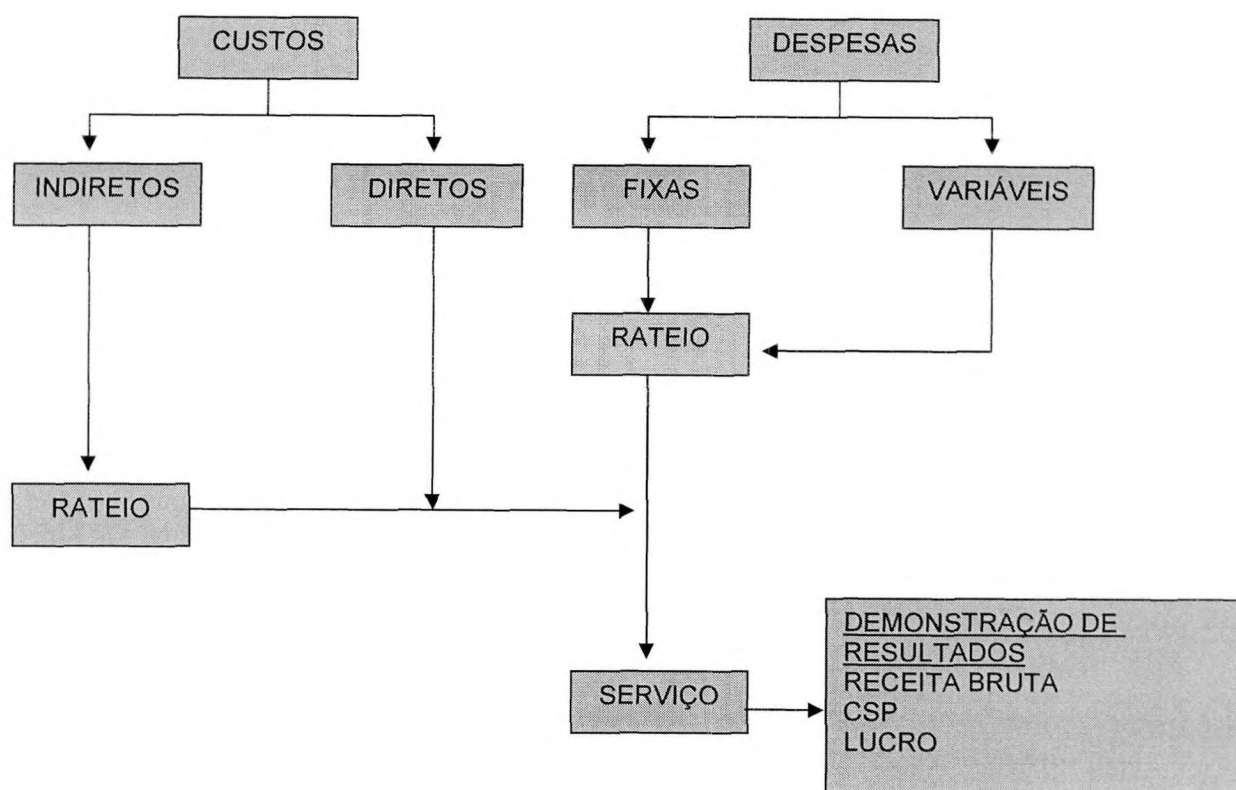 CUSTOS
DESPESAS
INDIRETOS
DIRETOS
FIXAS
VARIÁVEIS
RATEIO
RATEIO
SERVIÇO
DEMONSTRAÇÃO DE
RESULTADOS
RECEITA BRUTA
CSP
LUCRO